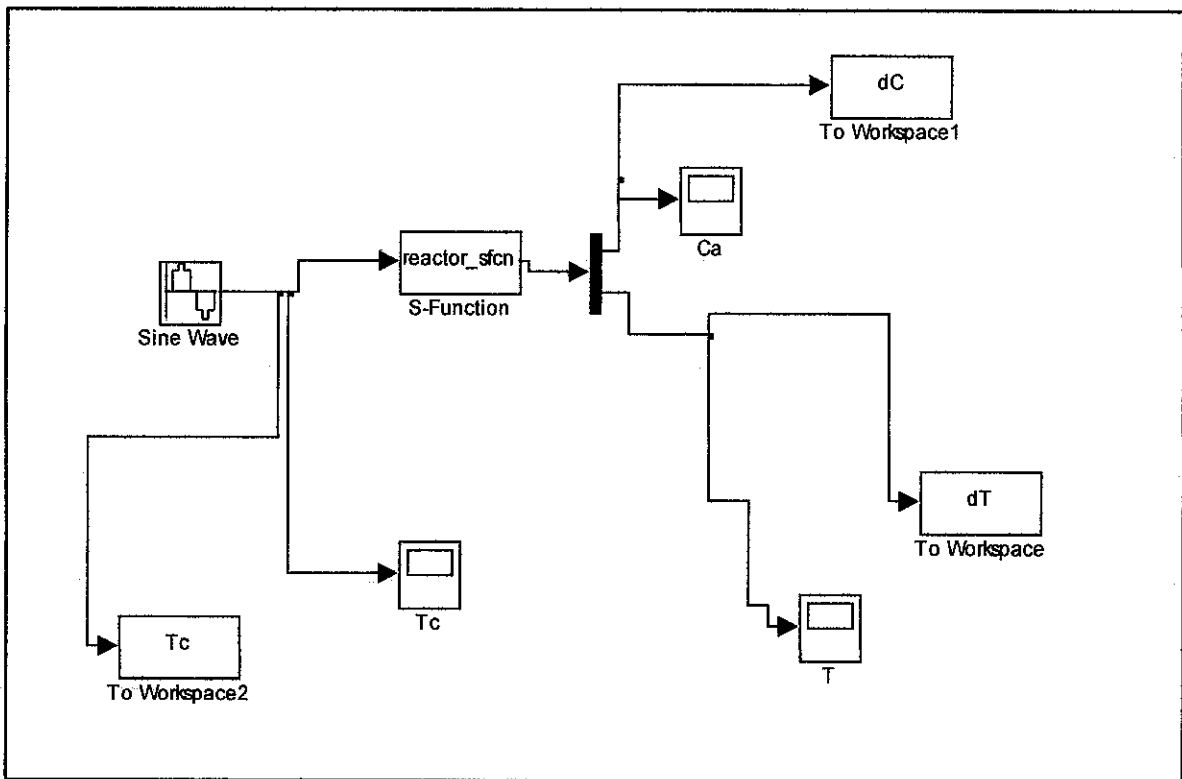 dC
To Workspace1
Ca
reactor_sfcn
S-Function
Sine Wave
dT
To Workspace
Tc
T
Tc
To Workspace2